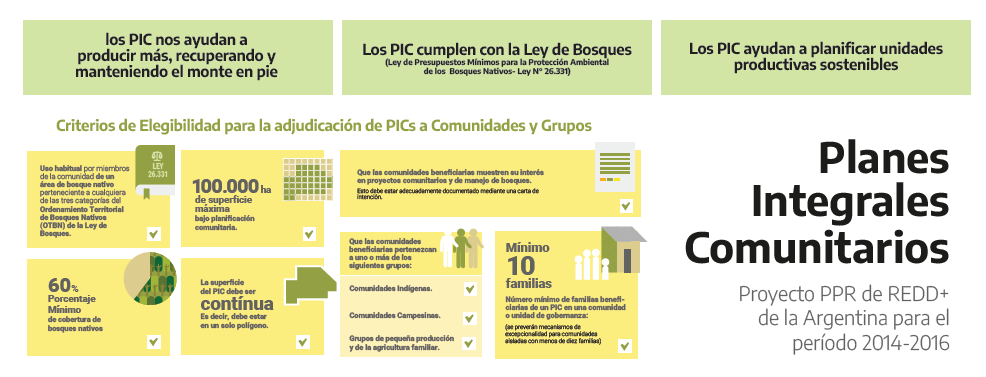 los PIC nos ayudan a
producir más, recuperando y
manteniendo el monte en pie
Los PIC cumplen con la Ley de Bosques
(Ley de Presupuestos Mínimos para la Protección Ambiental
de los Bosques Nativos- Ley N° 26.331)
Los PIC ayudan a planificar unidades
productivas sostenibles
Criterios de Elegibilidad para la adjudicación de PICs a Comunidades y Grupos
Uso habitual por miembros
de la comunidad de un
área de bosque nativo
perteneciente a cualquiera
de las tres categorías del
Ordenamiento Territorial
de Bosques Nativos
(OTBN) de la Ley de
Bosques.
LEY
26.331
100.000 ha
de superficie
máxima
bajo planificación
comunitaria.
Que las comunidades beneficiarias muestren su interés
en proyectos comunitarios y de manejo de bosque.
Esto debe estar adecuadamente documentado mediante una carta de
intención.
60%
Porcentaje
Mínimo
de cobertura de
bosques nativos
La superficie
del PIC debe ser
contínua
Es decir, debe estar
en un solo polígono.
Que las comunidades
beneficiarias pertenezcan
a uno o más de los
siguientes grupos:
Comunidades Indígenas.
Comunidades Campesinas.
Grupos de pequeña producción
y de la agricultura familiar.
Mínimo
10
familias
Número mínimo de familias benefi-
ciarias de un PIC en una comunidad
o unidad de gobernanza:
(se preverán mecanismos de
excepcionalidad para comunidades
aisladas con menos de diez familias)
Planes
Integrales
Comunitarios
Proyecto PPR de REDD+
de la Argentina para el
período 2014-2016